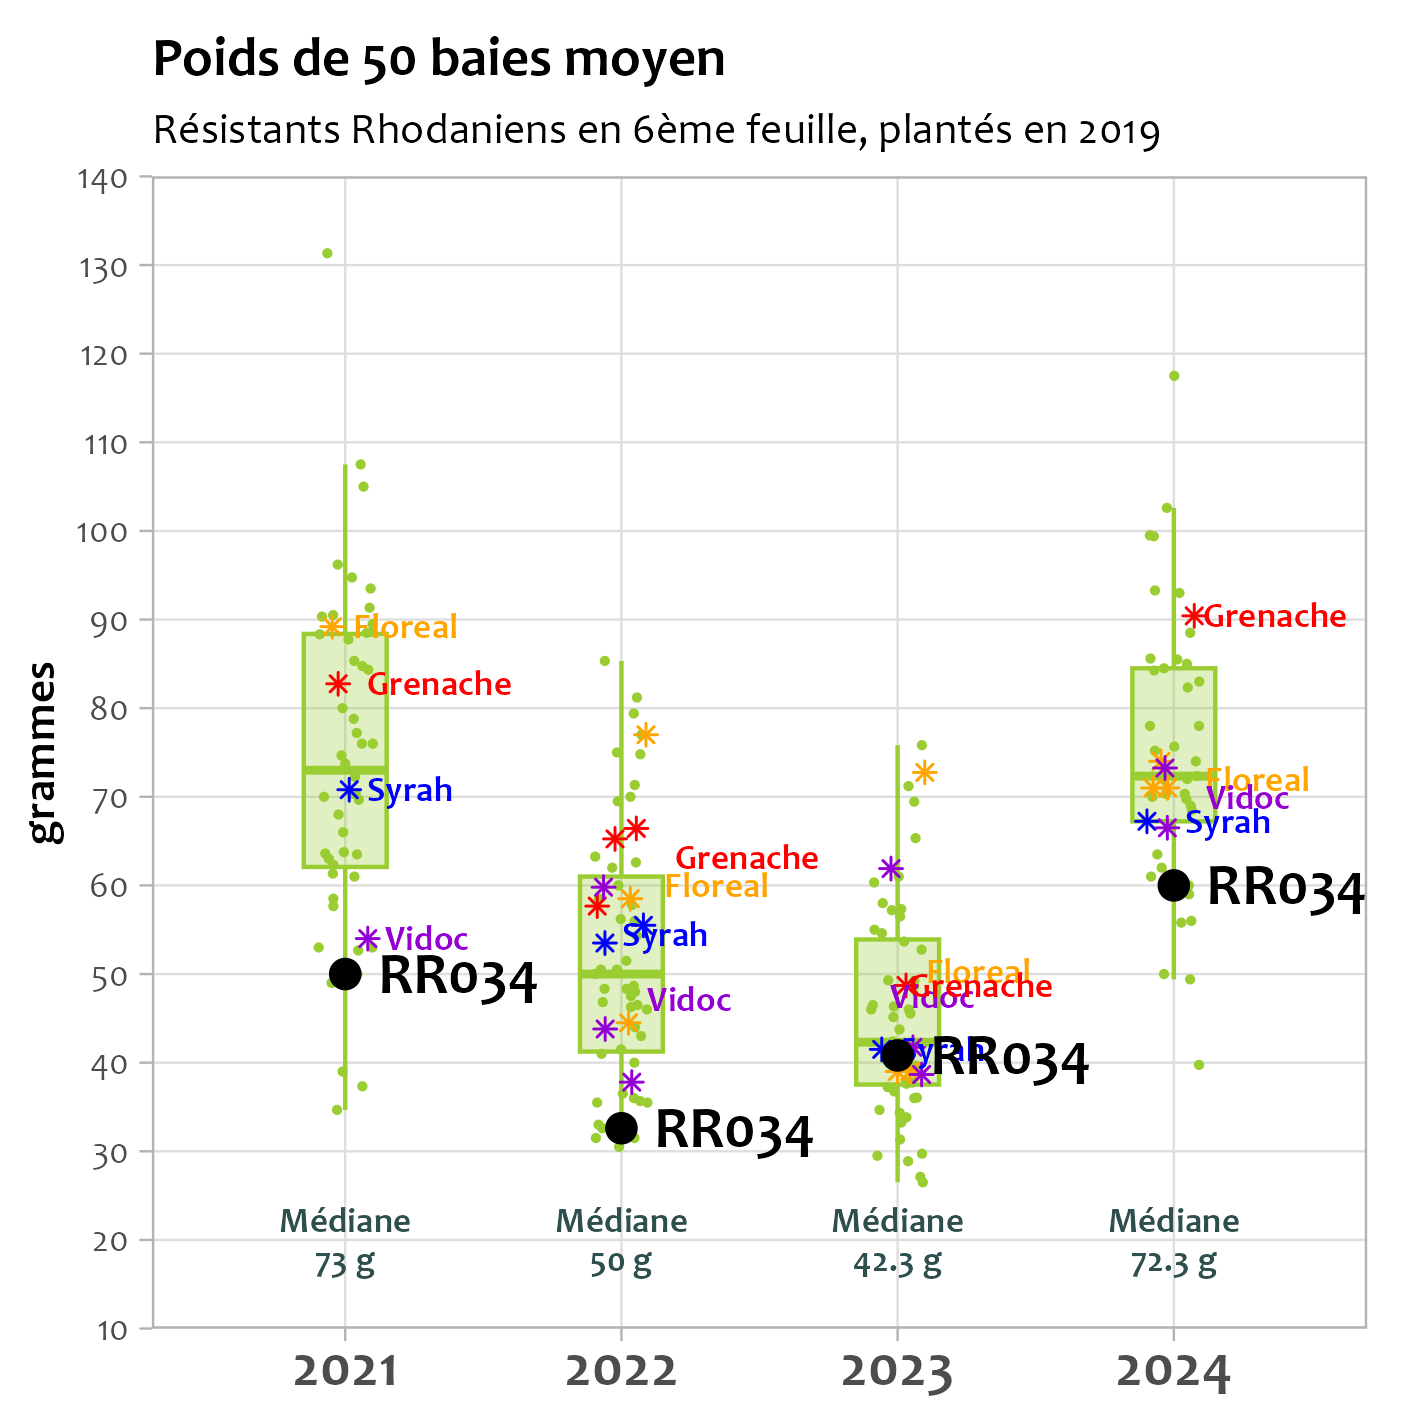 Poids de 50 baies moyen
Résistants Rhodaniens en 6ème feuille, plantés en 2019
grammes
140
130
120
110
100
90
80
70
60
50
40
30
20
10
Floreal
Grenache
Syrah
Vidoc
RR034
Médiane
73 g
2021
Grenache
Floreal
Syrah
Vidoc
RR034
Médiane
50 g
2022
Floreal
Grenache
Vidoc
Syrah
RR034
Médiane
42.3 g
2023
Grenache
Floreal
Vidoc
Syrah
RR034
Médiane
72.3 g
2024